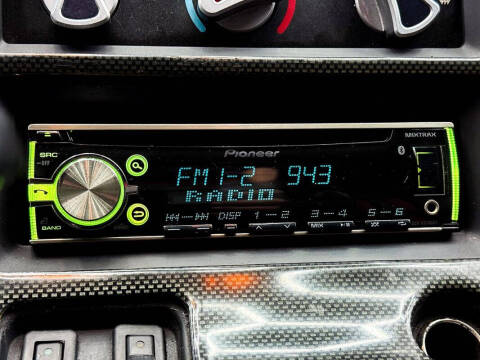 MIXTRAX
Pioneer
SRC
OFF
FM1-2 943
RADIO
BAND
DISP 1 - 2 3 - 4 5 - 6
MIX